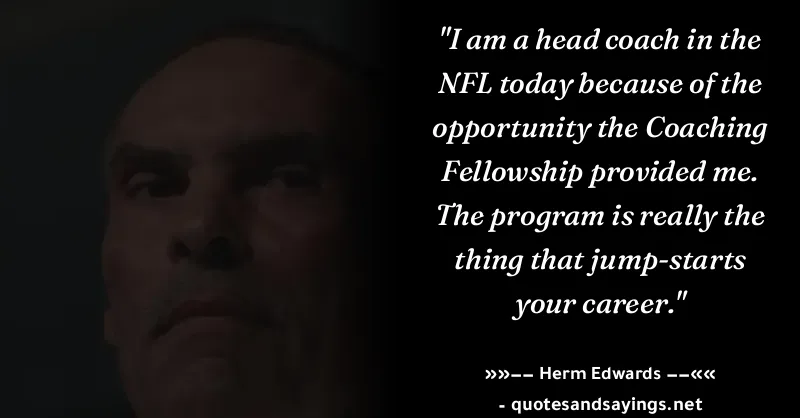 "I am a head coach in the
NFL today because of the
opportunity the Coaching
Fellowship provided me.
The program is really the
thing that jump-starts
your career."
»»–– Herm Edwards ––««
- quotesandsayings.net